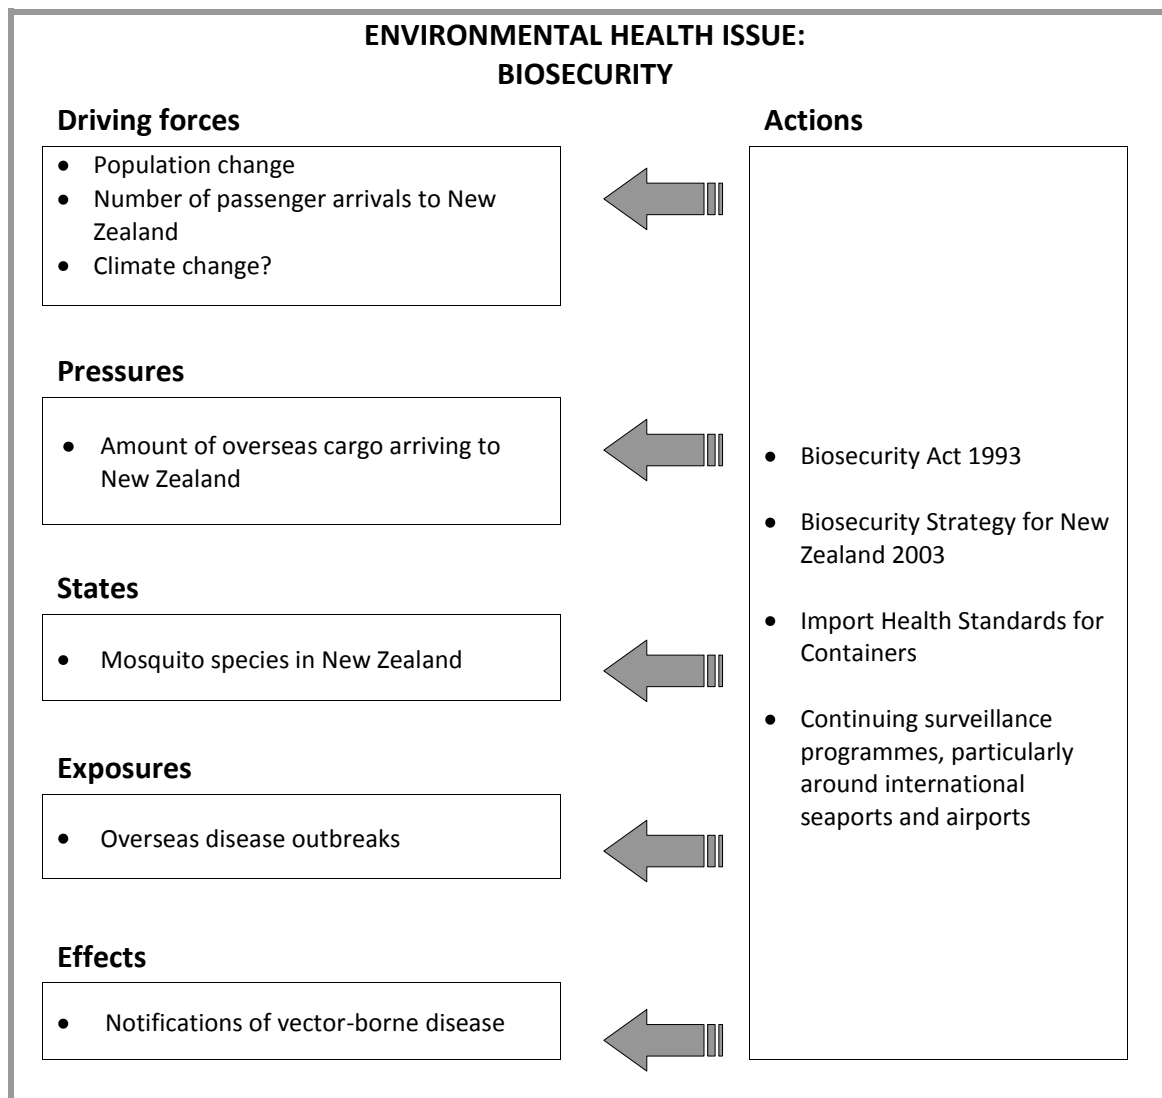 ENVIRONMENTAL HEALTH ISSUE:
BIOSECURITY
Driving forces
• Population change
• Number of passenger arrivals to New
Zealand
• Climate change?
Pressures
• Amount of overseas cargo arriving to
New Zealand
States
• Mosquito species in New Zealand
Exposures
• Overseas disease outbreaks
Effects
• Notifications of vector-borne disease
Actions
• Biosecurity Act 1993
• Biosecurity Strategy for New
Zealand 2003
• Import Health Standards for
Containers
• Continuing surveillance
programmes, particularly
around international
seaports and airports